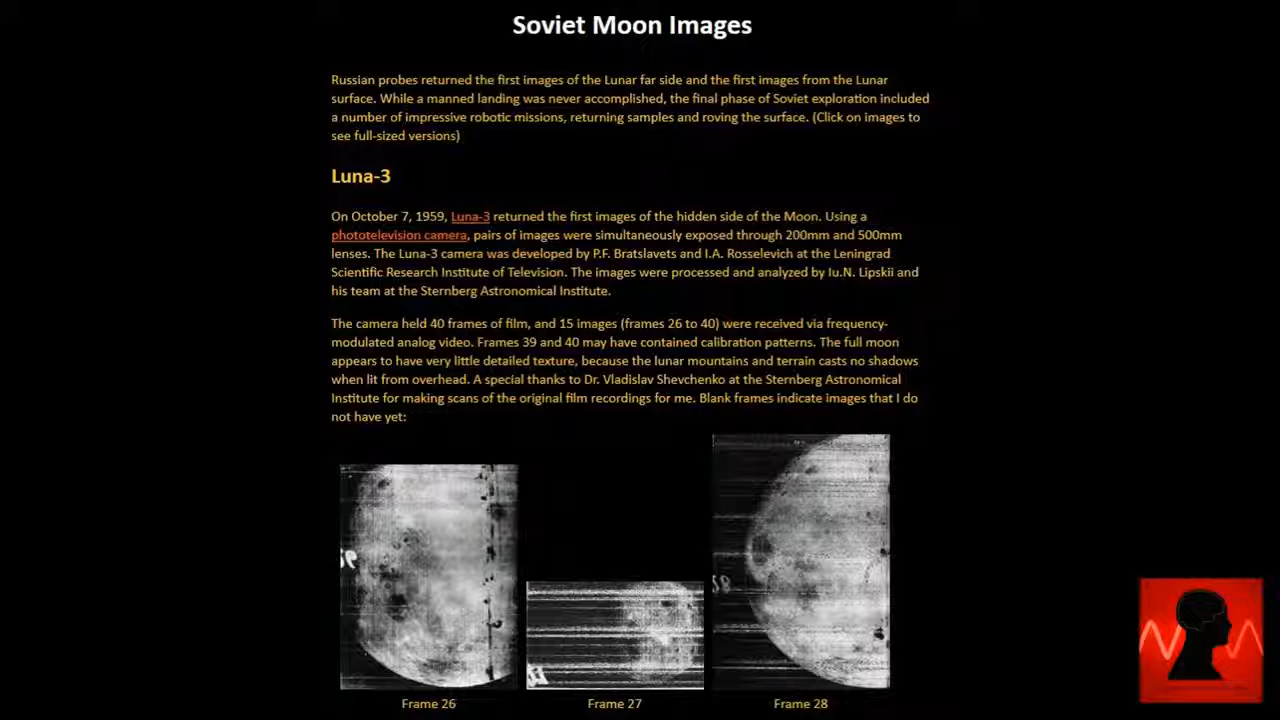 Soviet Moon Images
Russian probes returned the first images of the Lunar far side and the first images from the Lunar
surface. While a manned landing was never accomplished, the final phase of Soviet exploration included
a number of impressive robotic missions, returning samples and roving the surface. (Click on images to
see full-sized versions)
Luna-3
On October 7, 1959, Luna-3 returned the first images of the hidden side of the Moon. Using a
phototelevision camera, pairs of images were simultaneously exposed through 200mm and 500mm
lenses. The Luna-3 camera was developed by P.F. Bratslavets and I.A. Rosselevich at the Leningrad
Scientific Research Institute of Television. The images were processed and analyzed by Iu.N. Lipskii and
his team at the Sternberg Astronomical Institute.
The camera held 40 frames of film, and 15 images (frames 26 to 40) were received via frequency-
modulated analog video. Frames 39 and 40 may have contained calibration patterns. The full moon
appears to have very little detailed texture, because the lunar mountains and terrain casts no shadows
when lit from overhead. A special thanks to Dr. Vladislav Shevchenko at the Sternberg Astronomical
Institute for making scans of the original film recordings for me. Blank frames indicate images that I do
not have yet:
Frame 26
Frame 27
Frame 28